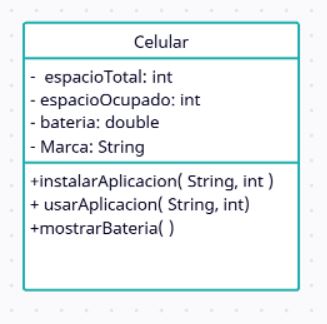 Celular
- espacioTotal: int
- espacioOcupado: int
- bateria: double
- Marca: String
+instalarAplicacion( String, int )
+ usarAplicacion( String, int)
+mostrarBateria( )